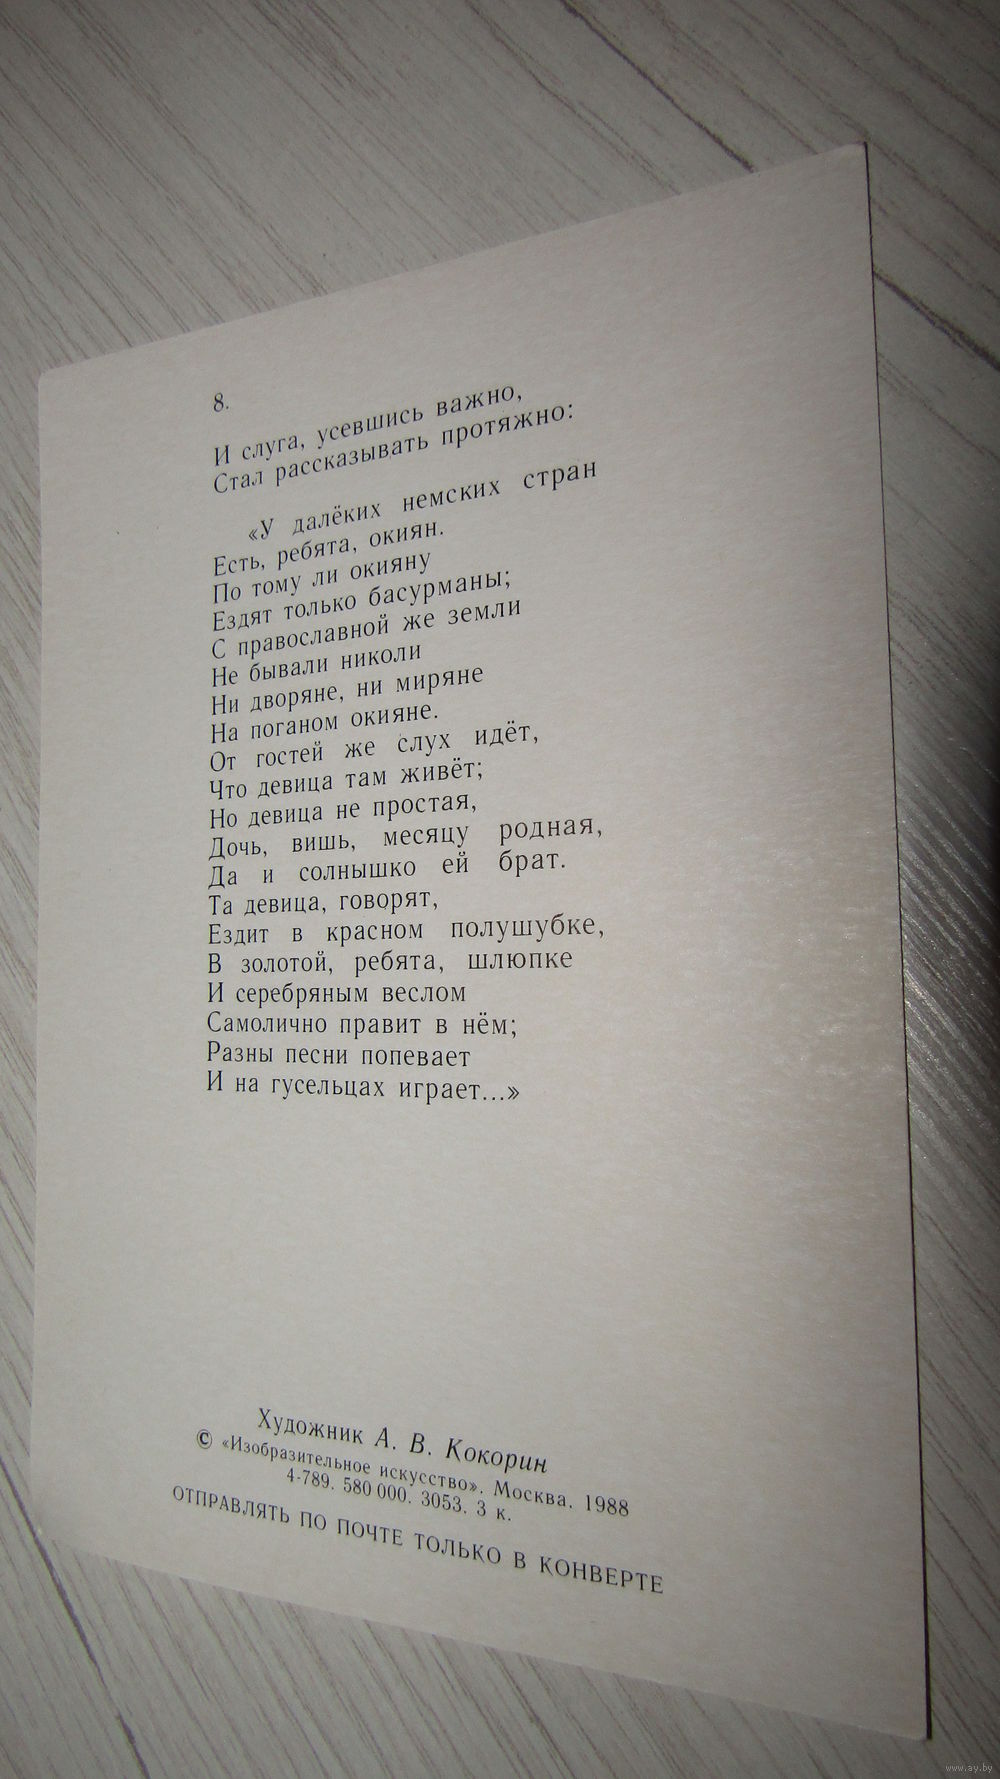 8.
И слуга, усевшись важно,
Стал рассказывать протяжно:
«У далёких немских стран
Есть, ребята, окиян.
По тому ли окияну
Ездят только басурманы;
С православной же земли
Не бывали николи
Ни дворяне, ни миряне
На поганом окияне.
От гостей же слух идёт,
Что девица там живёт;
Но девица не простая,
Дочь, вишь, месяцу родная,
Да и солнышко ей брат.
Та девица, говорят,
Ездит в красном полушубке,
В золотой, ребята, шлюпке
И серебряным веслом
Самолично правит в нём;
Разны песни попевает
И на гусельцах играет...»
Художник А. В. Кокорин
© «Изобразительное искусство». Москва. 1988
4-789. 580 000. 3053. 3 к.
ОТПРАВЛЯТЬ ПО ПОЧТЕ ТОЛЬКО В КОНВЕРТЕ
www.ay.by